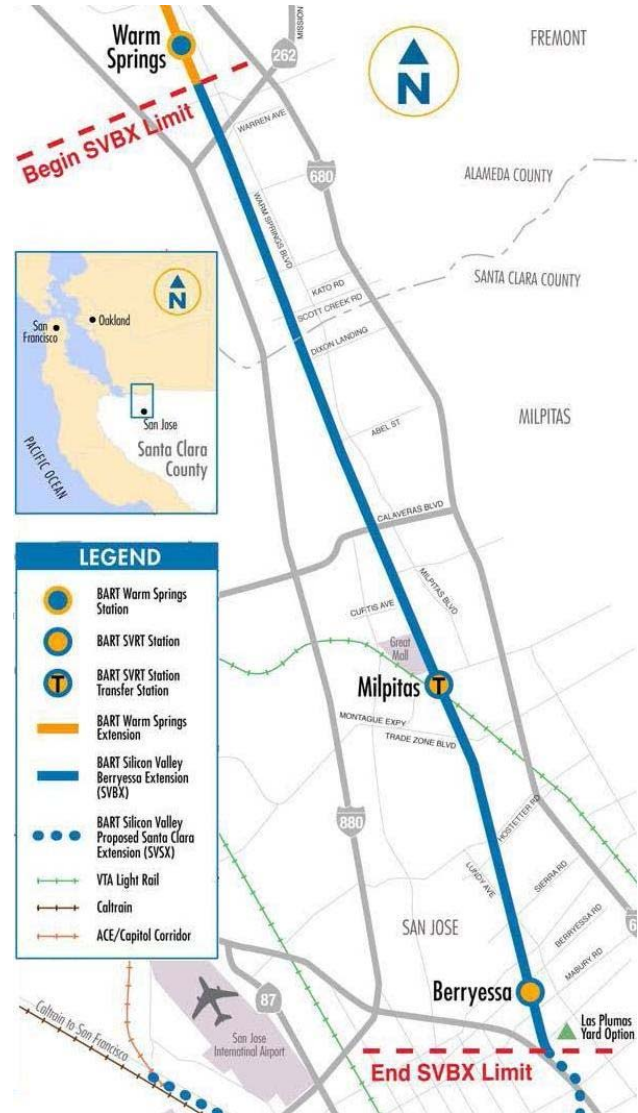 Warm
Springs
MISSION
262
N
FREMONT
Begin SVBX Limit
WARREN AVE
680
ALAMEDA COUNTY
WARM SPRINGS BLVD
SANTA CLARA COUNTY
KATO RD
SCOTT CREEK RD
DIXON LANDING
N
San
Francisco
Oakland
San Jose
Santa Clara
County
PACIFIC OCEAN
ABEL ST
MILPITAS
CALAVERAS BLVD
MILPITAS BLVD
CURTIS AVE
Great
Mall
Milpitas
T
MONTAGUE EXPY
TRADE ZONE BLVD
LEGEND
BART Warm Springs
Station
BART SVRT Station
T
BART SVRT Station
Transfer Station
BART Warm Springs
Extension
BART Silicon Valley
Berryessa Extension
(SVBX)
BART Silicon Valley
Proposed Santa Clara
Extension (SVSX)
VTA Light Rail
Caltrain
ACE/Capitol Corridor
880
HOSTETTER RD
LUNDY AVE
SIERRA RD
BERRYESSA RD
MABURY RD
6
SAN JOSE
Berryessa
Las Plumas
Yard Option
87
San Jose
Internatinal Airport
Caltrain to San Francisco
End SVBX Limit